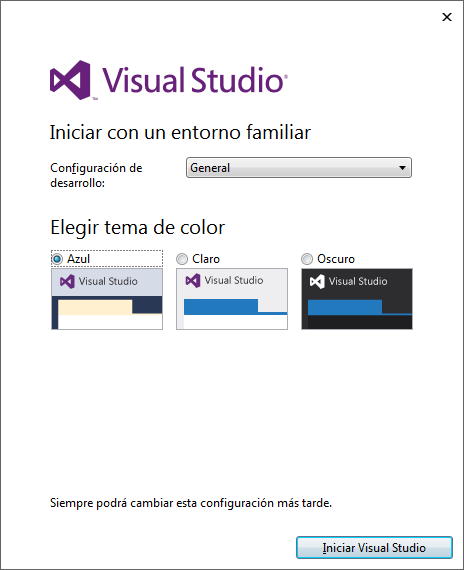 Visual Studio
Iniciar con un entorno familiar
Configuración de desarrollo:
General
Elegir tema de color
Azul
Claro
Oscuro
Visual Studio
Visual Studio
Visual Studio
Siempre podrá cambiar esta configuración más tarde.
Iniciar Visual Studio